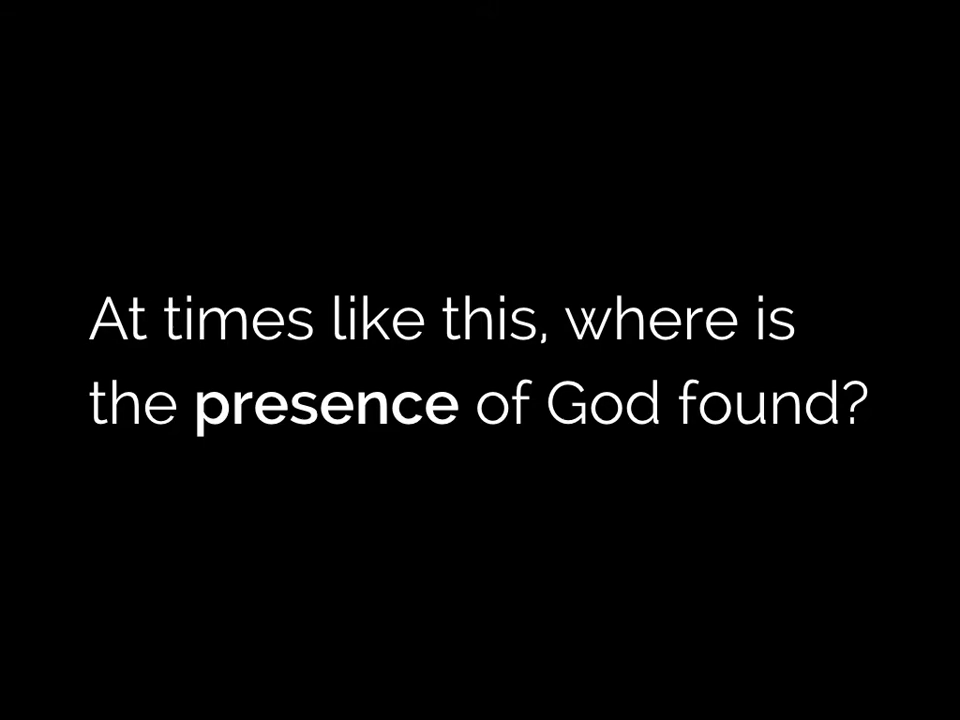 At times like this, where is
the presence of God found?